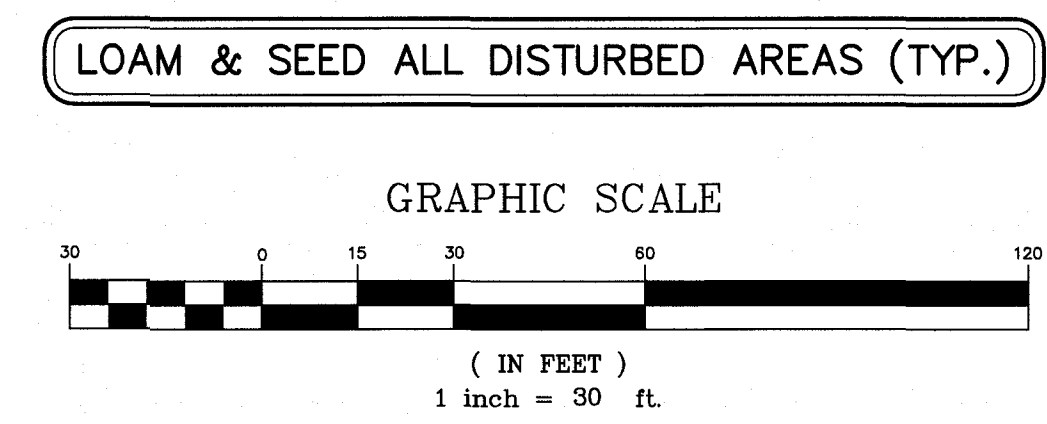 LOAM & SEED ALL DISTURBED AREAS (TYP.)
GRAPHIC SCALE
30 0 15 30 60 120
( IN FEET )
1 inch = 30 ft.